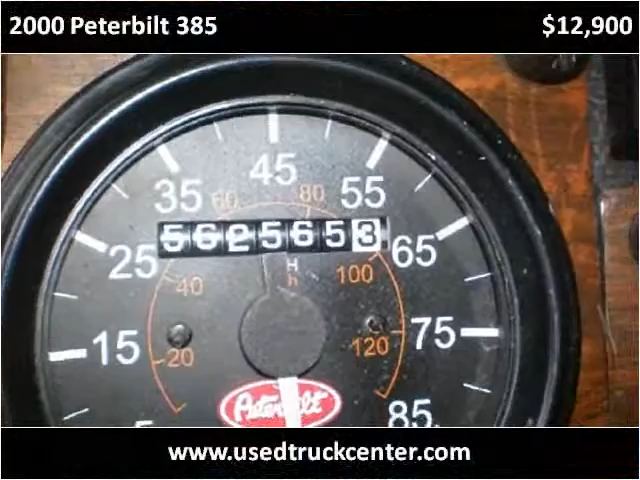 2000 Peterbilt 385 $12,900
45
35 60 80 55
5625653
25 65
H
h
40 100
15 75
20 120
Peterbilt
5 85
www.usedtruckcenter.com